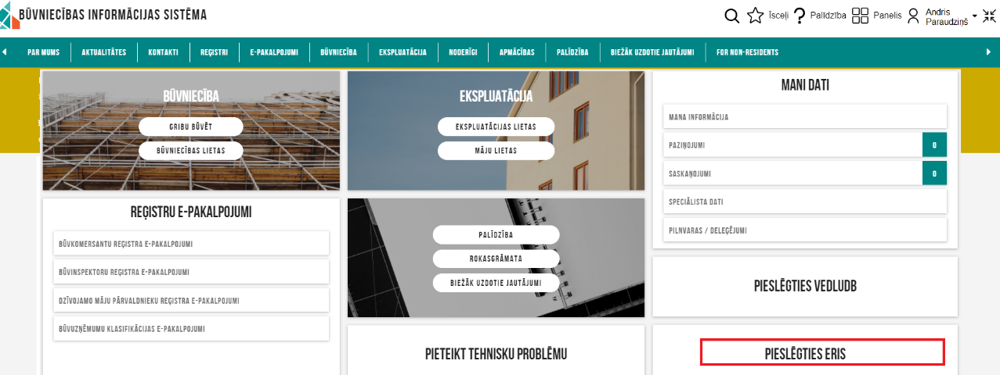 BŪVNIECĪBAS INFORMĀCIJAS SISTĒMA
Īsceļi
Palīdzība
Panelis
Andris
Paraudziņš
PAR MUMS
AKTUALITĀTES
KONTAKTI
REĢISTRI
E-PAKALPOJUMI
BŪVNIECĪBA
EKSPLUATĀCIJA
NODERĪGI
APMĀCĪBAS
PALĪDZĪBA
BIEŽĀK UZDOTIE JAUTĀJUMI
FOR NON-RESIDENTS
BŪVNIECĪBA
GRIBU BŪVĒT
BŪVNIECĪBAS LIETAS
EKSPLUATĀCIJA
EKSPLUATĀCIJAS LIETAS
MĀJU LIETAS
MANI DATI
MANA INFORMĀCIJA
PAZIŅOJUMI
0
SASKAŅOJUMI
0
SPECIĀLISTA DATI
PILNVARAS / DELEĢĒJUMI
REĢISTRU E-PAKALPOJUMI
BŪVKOMERSANTU REĢISTRA E-PAKALPOJUMI
BŪVINSPEKTORU REĢISTRA E-PAKALPOJUMI
DZĪVOJAMO MĀJU PĀRVALDNIEKU REĢISTRA E-PAKALPOJUMI
BŪVUZŅĒMUMU KLASIFIKĀCIJAS E-PAKALPOJUMI
PALĪDZĪBA
ROKASGRĀMATA
BIEŽĀK UZDOTIE JAUTĀJUMI
PIETEIKT TEHNISKU PROBLĒMU
PIESLĒGTIES VEDLUDB
PIESLĒGTIES ERIS